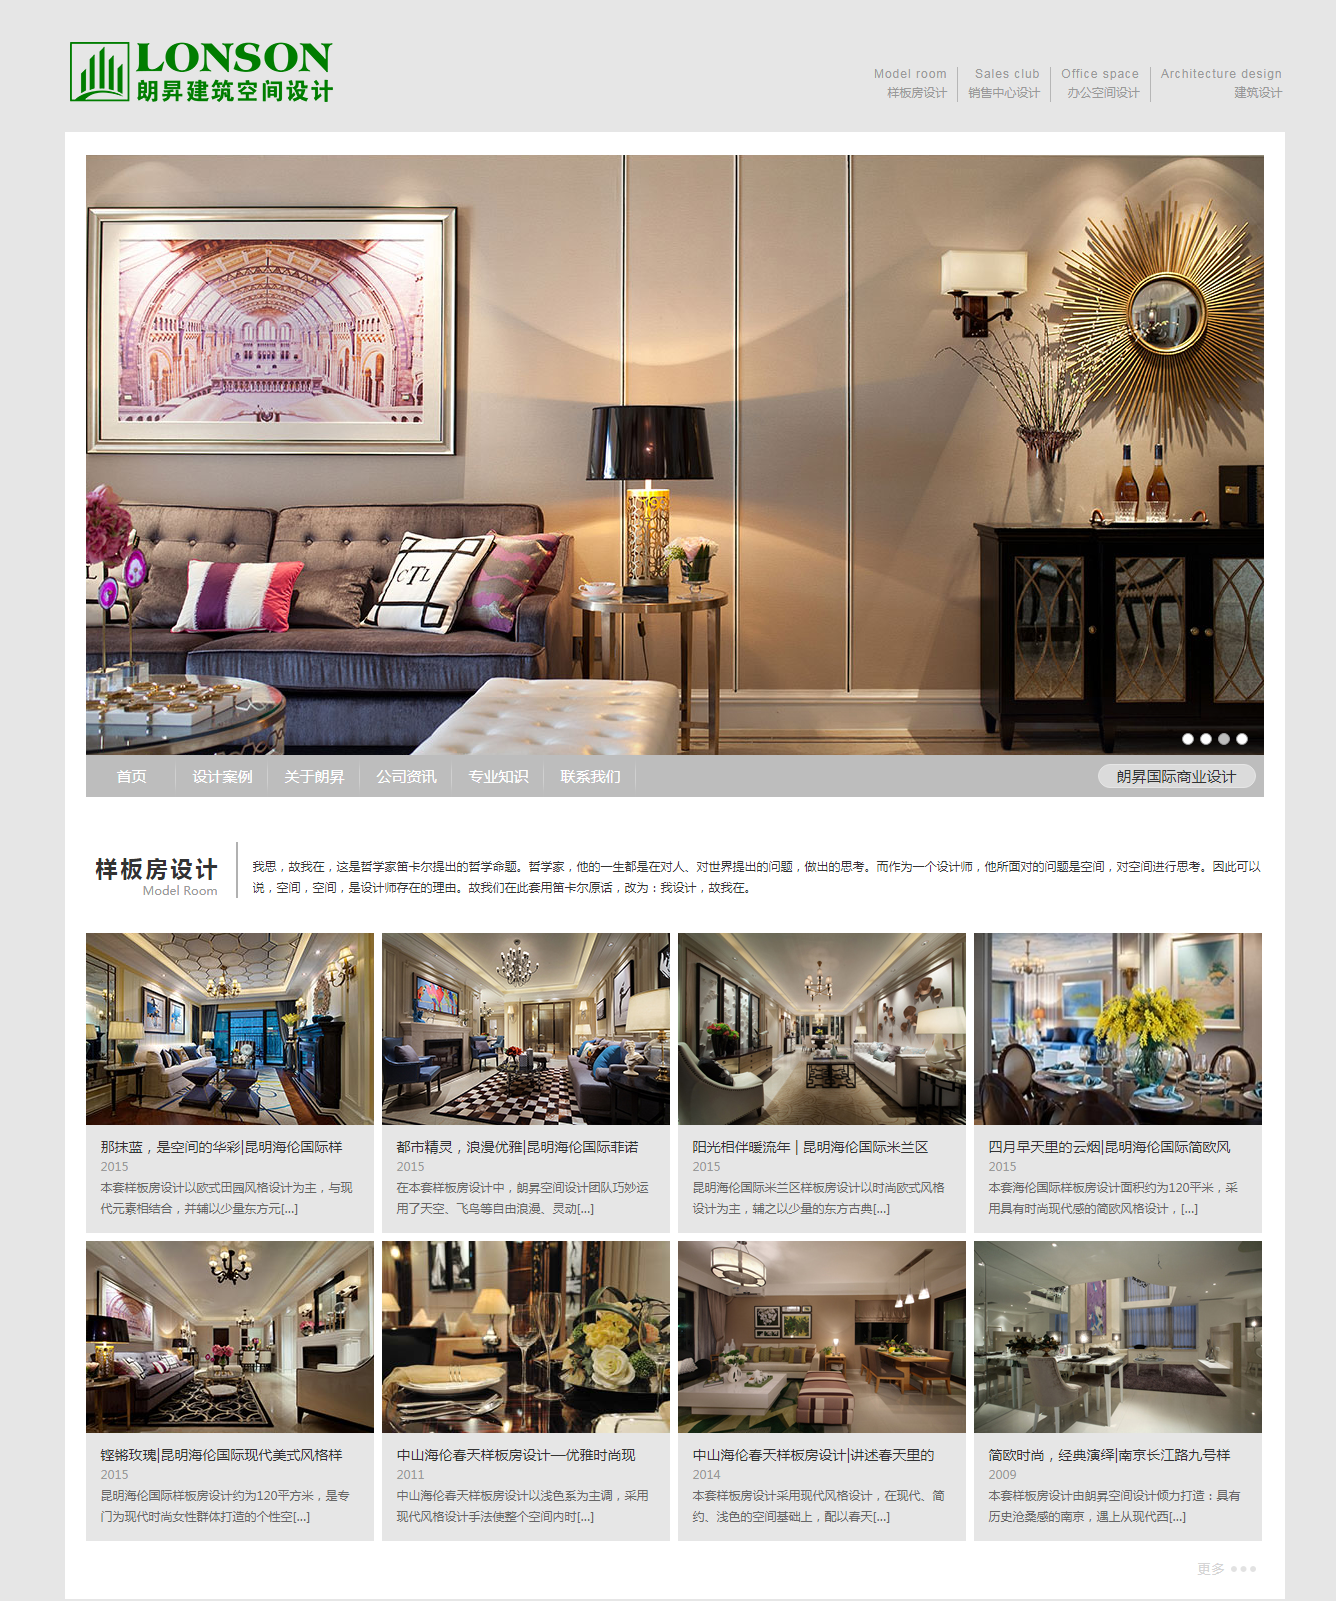 LONSON
朗昇建筑空间设计
Model room
样板房设计
Sales club
销售中心设计
Office space
办公空间设计
Architecture design
建筑设计
CTL
首页
设计案例
关于朗昇
公司资讯
专业知识
联系我们
朗昇国际商业设计
样板房设计
Model Room
我思，故我在，这是哲学家笛卡尔提出的哲学命题。哲学家，他的一生都是在对人、对世界提出的问题，做出的思考。而作为一个设计师，他所面对的问题是空间，对空间进行思考。因此可以
说，空间，空间，是设计师存在的理由。故我们在此套用笛卡尔原话，改为：我设计，故我在。
那抹蓝，是空间的华彩|昆明海伦国际样
2015
本套样板房设计以欧式田园风格设计为主，与现
代元素相结合，并辅以少量东方元[...]
都市精灵，浪漫优雅|昆明海伦国际菲诺
2015
在本套样板房设计中，朗昇空间设计团队巧妙运
用了天空、飞鸟等自由浪漫、灵动[...]
阳光相伴暖流年 | 昆明海伦国际米兰区
2015
昆明海伦国际米兰区样板房设计以时尚欧式风格
设计为主，辅之以少量的东方古典[...]
四月早天里的云烟|昆明海伦国际简欧风
2015
本套海伦国际样板房设计面积约为120平米，采
用具有时尚现代感的简欧风格设计，[...]
铿锵玫瑰|昆明海伦国际现代美式风格样
2015
昆明海伦国际样板房设计约为120平方米，是专
门为现代时尚女性群体打造的个性空[...]
中山海伦春天样板房设计—优雅时尚现
2011
中山海伦春天样板房设计以浅色系为主调，采用
现代风格设计手法使整个空间内时[...]
中山海伦春天样板房设计|讲述春天里的
2014
本套样板房设计采用现代风格设计，在现代、简
约、浅色的空间基础上，配以春天[...]
简欧时尚，经典演绎|南京长江路九号样
2009
本套样板房设计由朗昇空间设计倾力打造：具有
历史沧桑感的南京，遇上从现代西[...]
更多